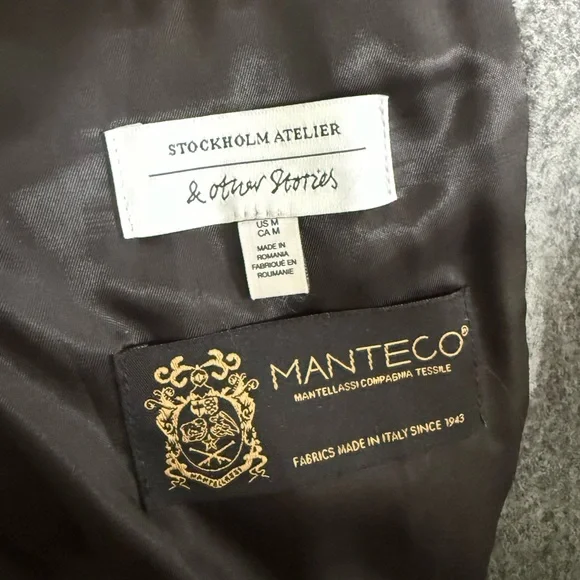 STOCKHOLM ATELIER
& other Stories
US M
CA M
MADE IN
ROMANIA
FABRIQUÉ EN
ROUMANIE
MANTECO®
MANTELLASSI COMPAGNIA TESSILE
FABRICS MADE IN ITALY SINCE 1943
MANTELLASSI